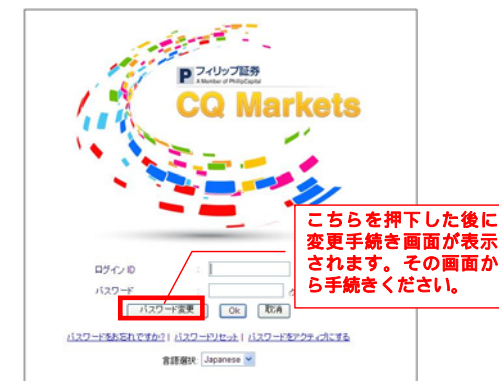 P フィリップ証券
A Member of PhillipCapital
CQ Markets
こちらを押下した後に
変更手続き画面が表示
されます。その画面か
ら手続きください。
ログイン ID :
パスワード :
パスワード変更 Ok 取消
パスワードをお忘れですか? | パスワードリセット | パスワードをアクティブにする
言語選択: Japanese